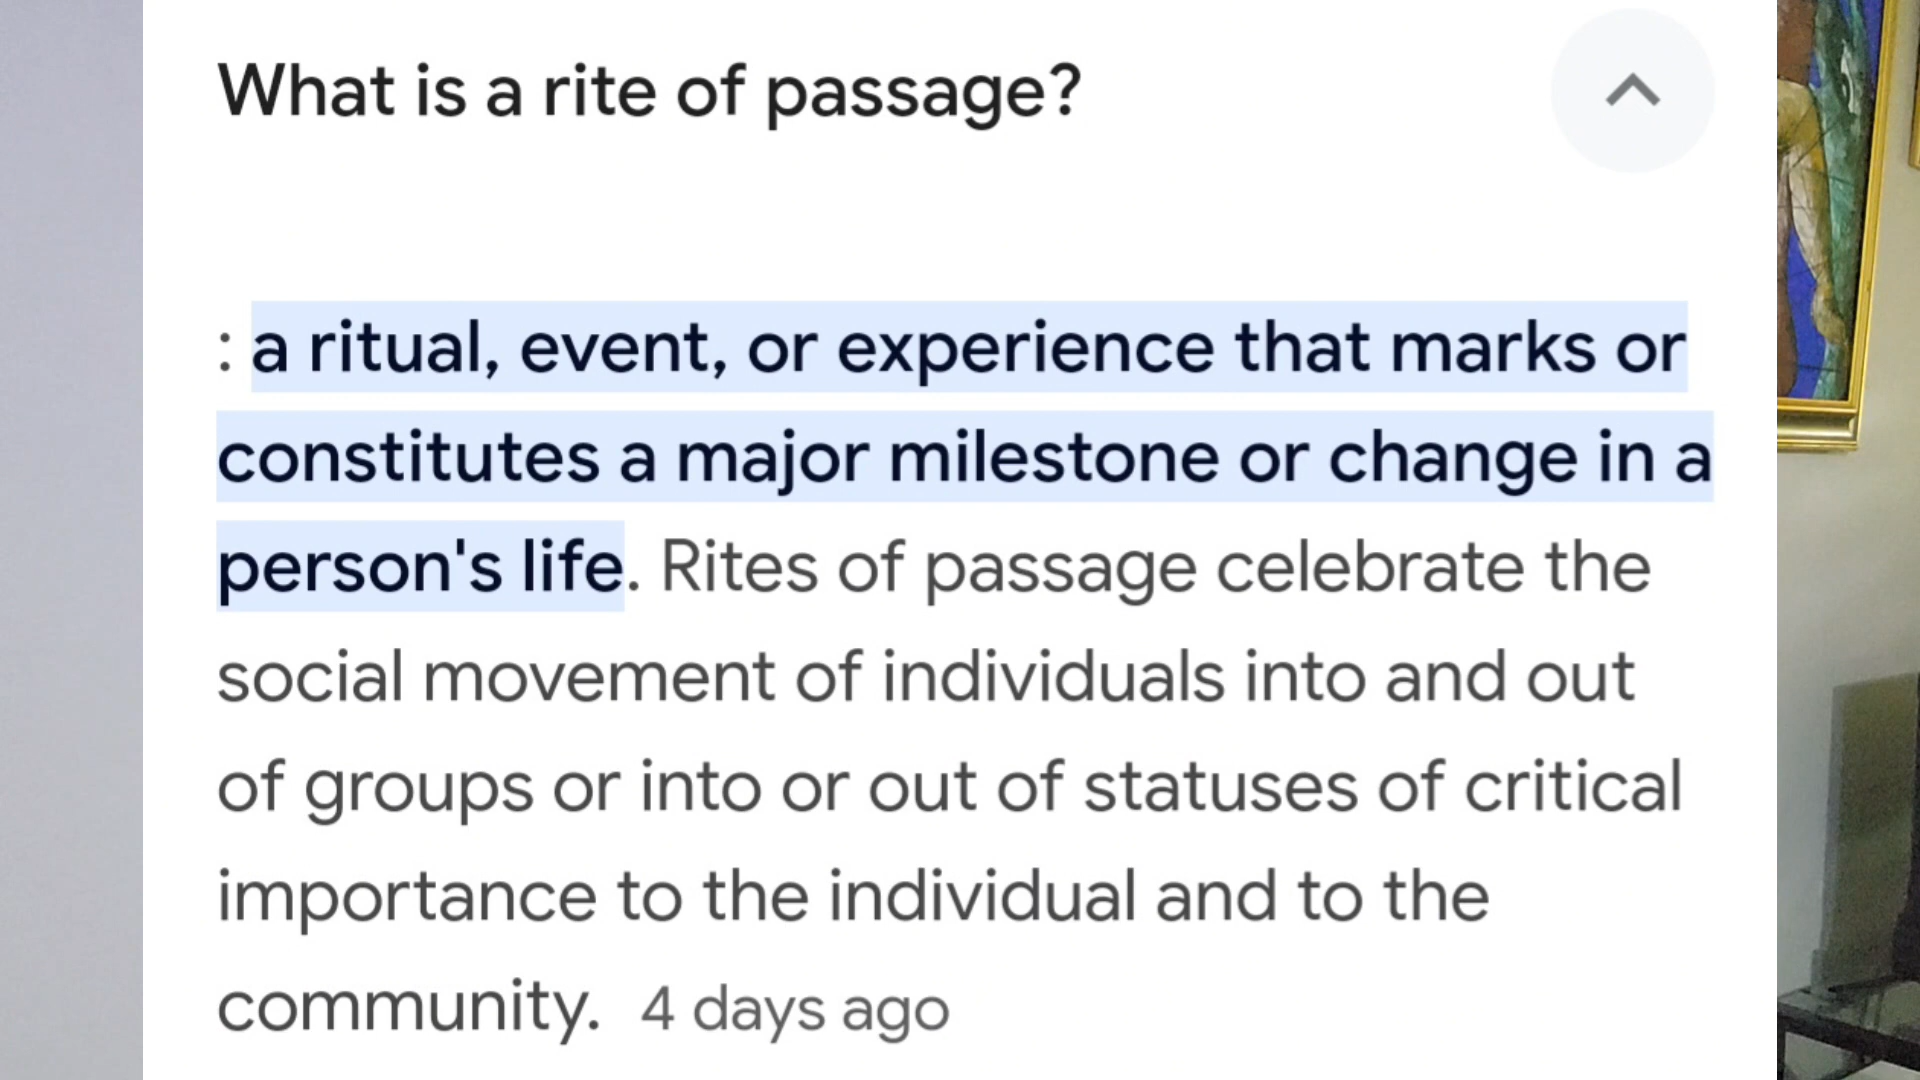 What is a rite of passage?
: a ritual, event, or experience that marks or
constitutes a major milestone or change in a
person's life. Rites of passage celebrate the
social movement of individuals into and out
of groups or into or out of statuses of critical
importance to the individual and to the
community. 4 days ago